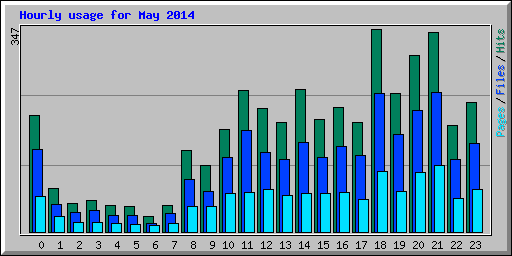 Hourly usage for May 2014
347
Pages/Files/Hits
0 1 2 3 4 5 6 7 8 9 10 11 12 13 14 15 16 17 18 19 20 21 22 23